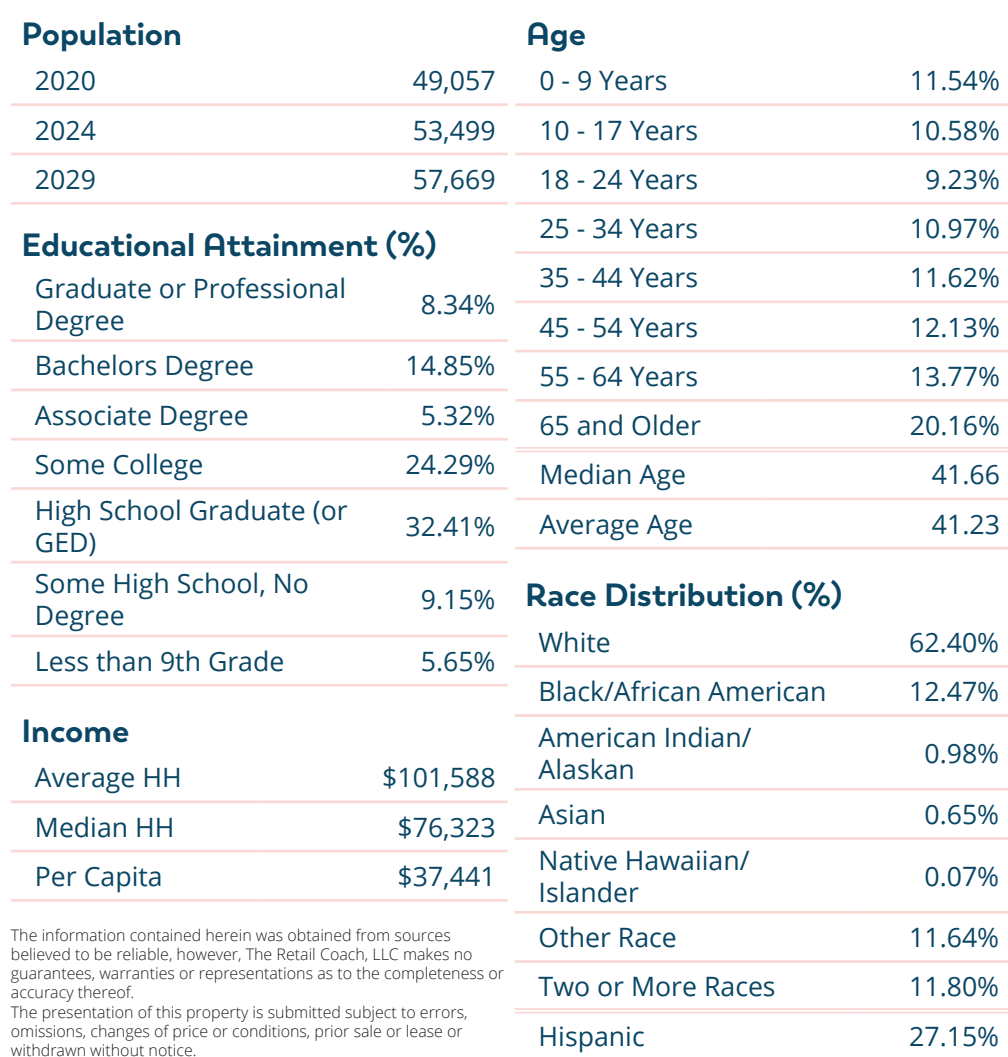 Population
2020 49,057
2024 53,499
2029 57,669
Educational Attainment (%)
Graduate or Professional
Degree 8.34%
Bachelors Degree 14.85%
Associate Degree 5.32%
Some College 24.29%
High School Graduate (or
GED) 32.41%
Some High School, No
Degree 9.15%
Less than 9th Grade 5.65%
Income
Average HH $101,588
Median HH $76,323
Per Capita $37,441
The information contained herein was obtained from sources
believed to be reliable, however, The Retail Coach, LLC makes no
guarantees, warranties or representations as to the completeness or
accuracy thereof.
The presentation of this property is submitted subject to errors,
omissions, changes of price or conditions, prior sale or lease or
withdrawn without notice.
Age
0 - 9 Years 11.54%
10 - 17 Years 10.58%
18 - 24 Years 9.23%
25 - 34 Years 10.97%
35 - 44 Years 11.62%
45 - 54 Years 12.13%
55 - 64 Years 13.77%
65 and Older 20.16%
Median Age 41.66
Average Age 41.23
Race Distribution (%)
White 62.40%
Black/African American 12.47%
American Indian/
Alaskan 0.98%
Asian 0.65%
Native Hawaiian/
Islander 0.07%
Other Race 11.64%
Two or More Races 11.80%
Hispanic 27.15%